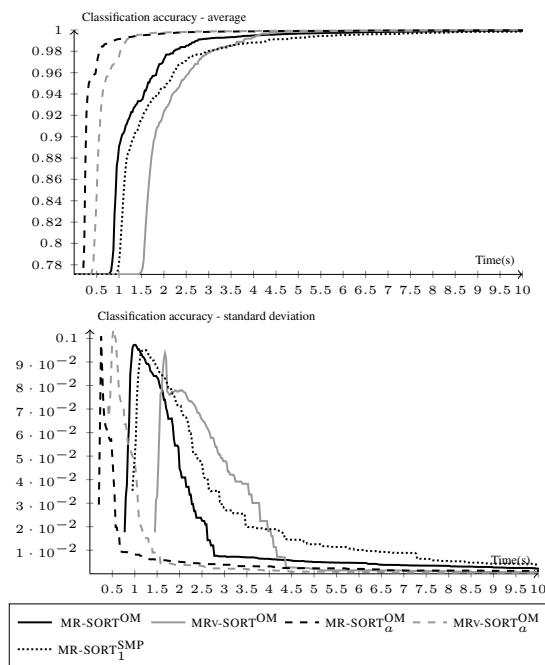 Classification accuracy - average
1
0.98
0.96
0.94
0.92
0.9
0.88
0.86
0.84
0.82
0.8
0.78
Time(s)
0.5 1 1.5 2 2.5 3 3.5 4 4.5 5 5.5 6 6.5 7 7.5 8 8.5 9 9.5 10
Classification accuracy - standard deviation
0.1
9 · 10⁻²
8 · 10⁻²
7 · 10⁻²
6 · 10⁻²
5 · 10⁻²
4 · 10⁻²
3 · 10⁻²
2 · 10⁻²
1 · 10⁻²
Time(s)
0.5 1 1.5 2 2.5 3 3.5 4 4.5 5 5.5 6 6.5 7 7.5 8 8.5 9 9.5 10
MR-SORT^OM MRv-SORT^OM MR-SORT_a^OM MRv-SORT_a^OM
MR-SORT_1^SMP